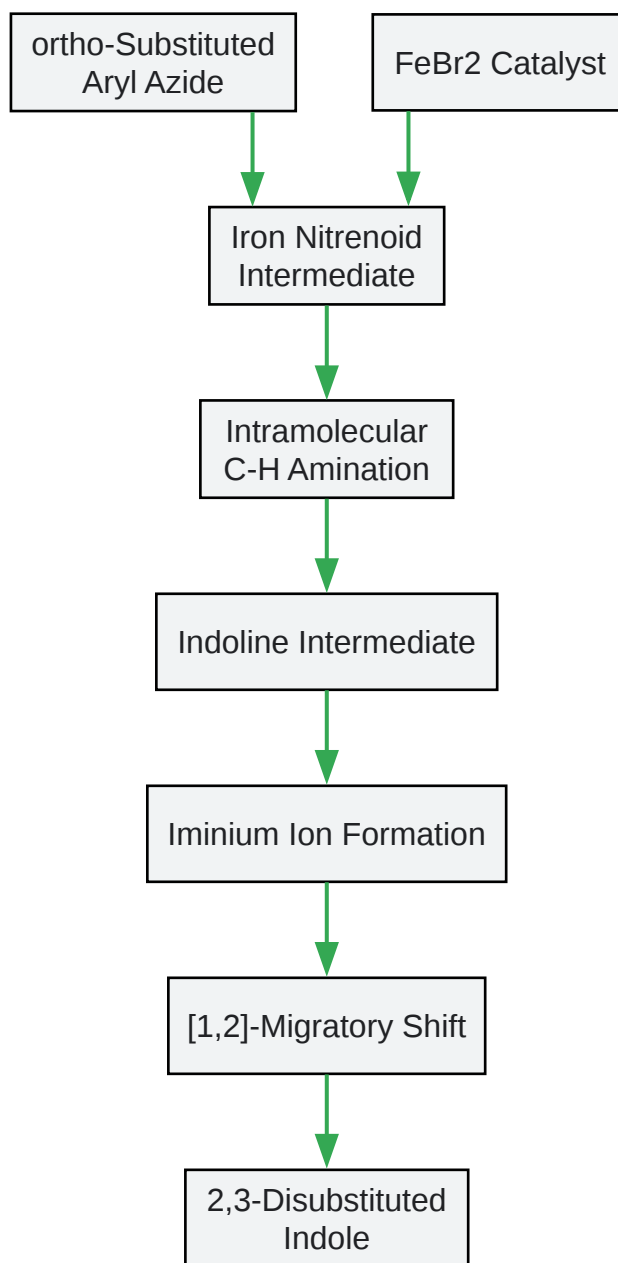 ortho-Substituted
Aryl Azide
FeBr2 Catalyst
Iron Nitrenoid
Intermediate
Intramolecular
C-H Amination
Indoline Intermediate
Iminium Ion Formation
[1,2]-Migratory Shift
2,3-Disubstituted
Indole